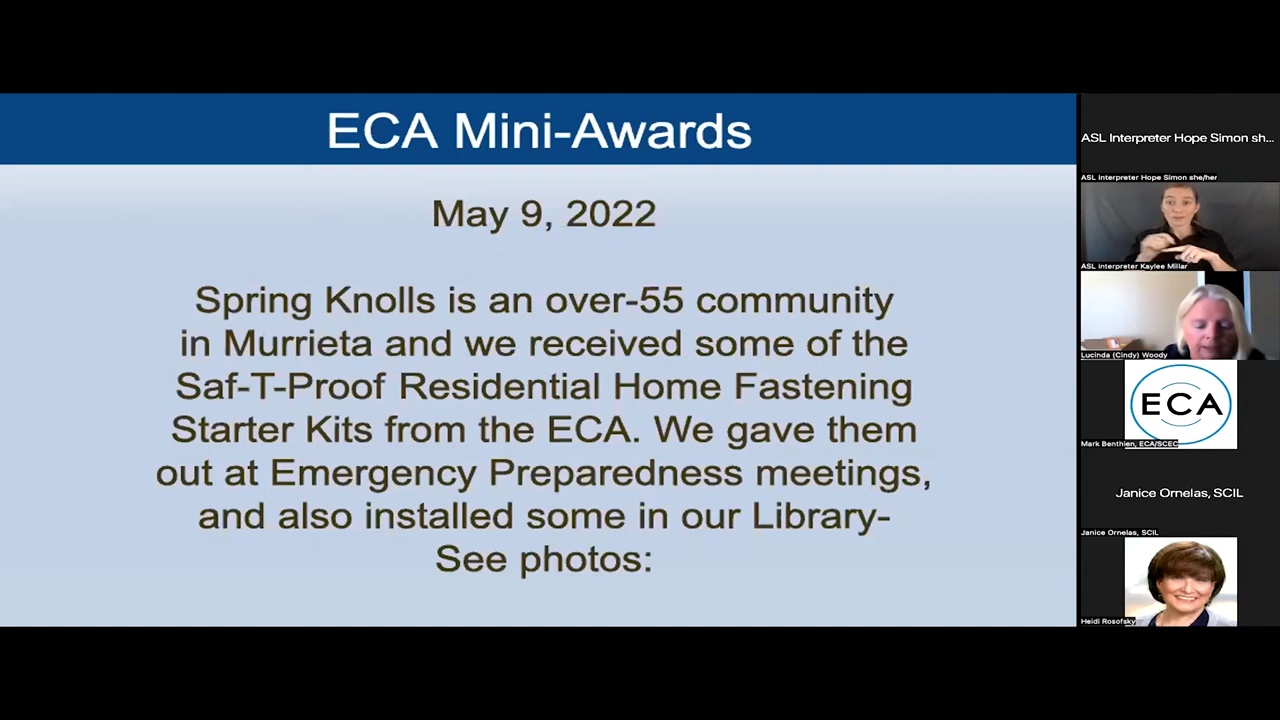 ECA Mini-Awards
May 9, 2022
Spring Knolls is an over-55 community
in Murrieta and we received some of the
Saf-T-Proof Residential Home Fastening
Starter Kits from the ECA. We gave them
out at Emergency Preparedness meetings,
and also installed some in our Library-
See photos:
ASL Interpreter Hope Simon sh...
ASL Interpreter Hope Simon she/her
ASL Interpreter Kaylee Millar
Lucinda (Cindy) Woody
ECA
Mark Benthien, ECA/SCEC
Janice Ornelas, SCIL
Janice Ornelas, SCIL
Heidi Rosofsky